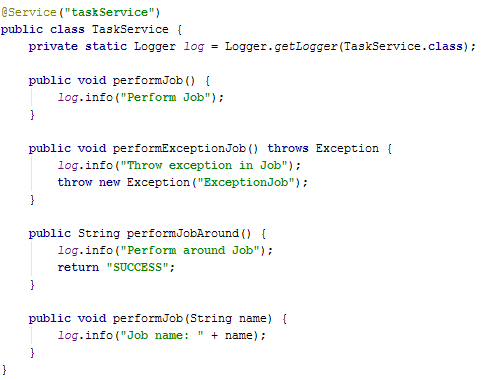 @Service("taskService")
public class TaskService {
    private static Logger log = Logger.getLogger(TaskService.class);

    public void performJob() {
        log.info("Perform Job");
    }

    public void performExceptionJob() throws Exception {
        log.info("Throw exception in Job");
        throw new Exception("ExceptionJob");
    }

    public String performJobAround() {
        log.info("Perform around Job");
        return "SUCCESS";
    }

    public void performJob(String name) {
        log.info("Job name: " + name);
    }
}